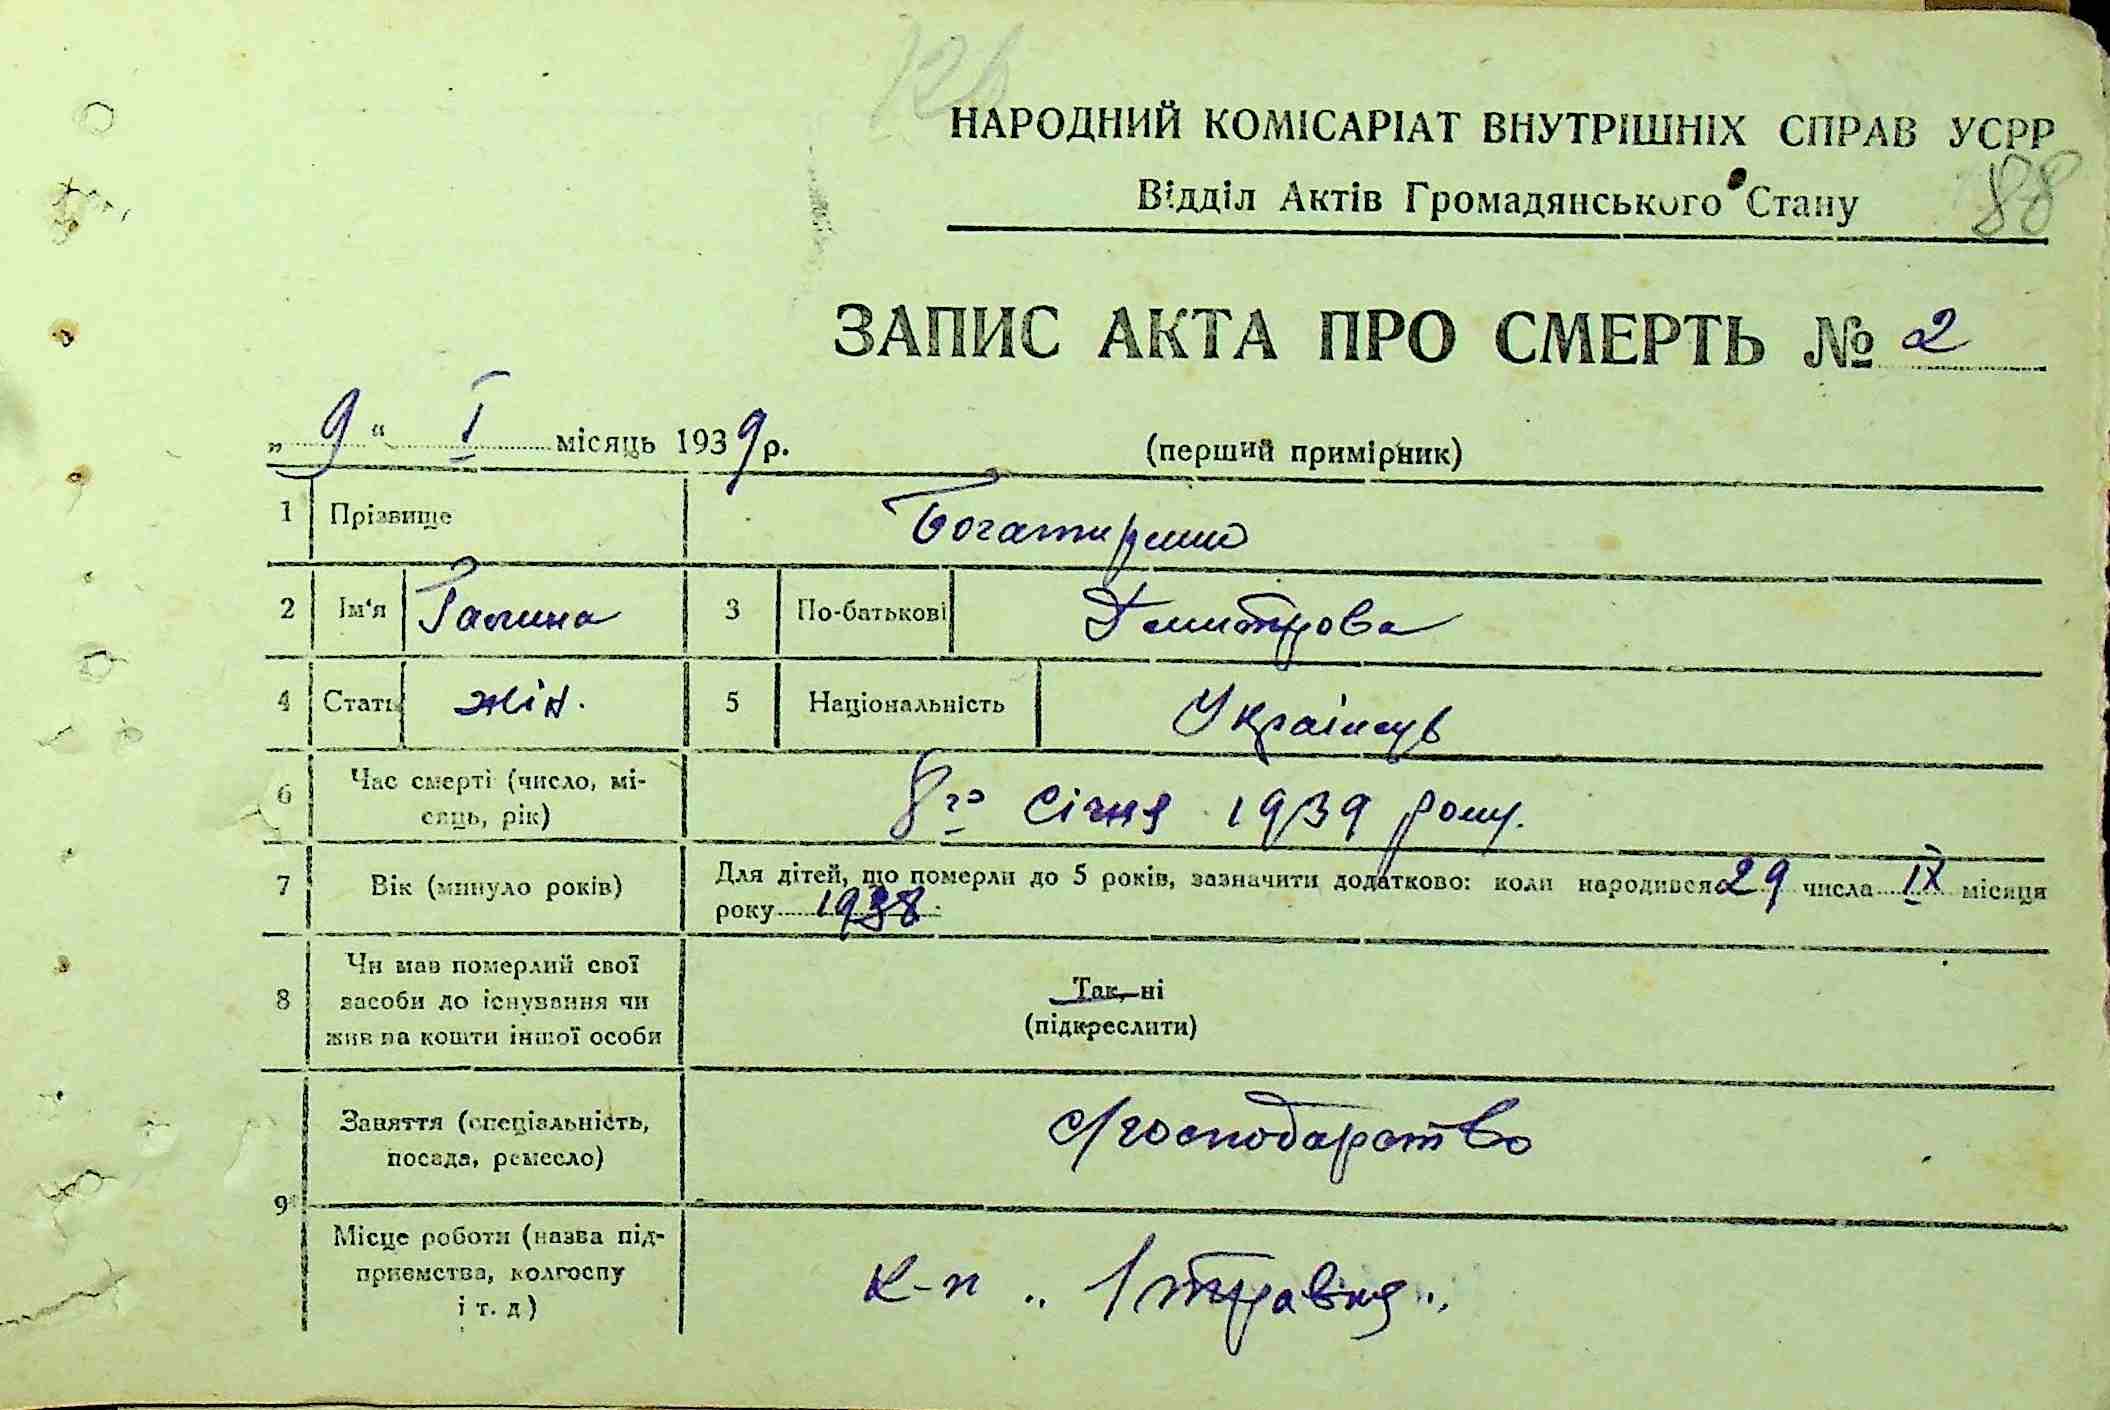 126
НАРОДНИЙ КОМІСАРІАТ ВНУТРІШНІХ СПРАВ УСРР
Відділ Актів Громадянського Стану 88
ЗАПИС АКТА ПРО СМЕРТЬ № 2
„ 9 “ I місяць 1939 р. (перший примірник)
1 Прізвище
2 Ім'я Галина 3 По-батькові Дмитрова
4 Стать жін. 5 Національність Українець
6 Час смерті (число, мі-
сяць, рік) 8го січня 1939 року.
7 Вік (минуло років) Для дітей, що померли до 5 років, зазначити додатково: коли народився 29 числа IX місяця
року 1938
8 Чи мав померлий свої
засоби до існування чи
жив на кошти іншої особи
Так, ні
(підкреслити)
9 Заняття (спеціальність,
посада, ремесло) с/господарство
Місце роботи (назва під-
приємства, колгоспу
і т. д) к-п „1 травня„